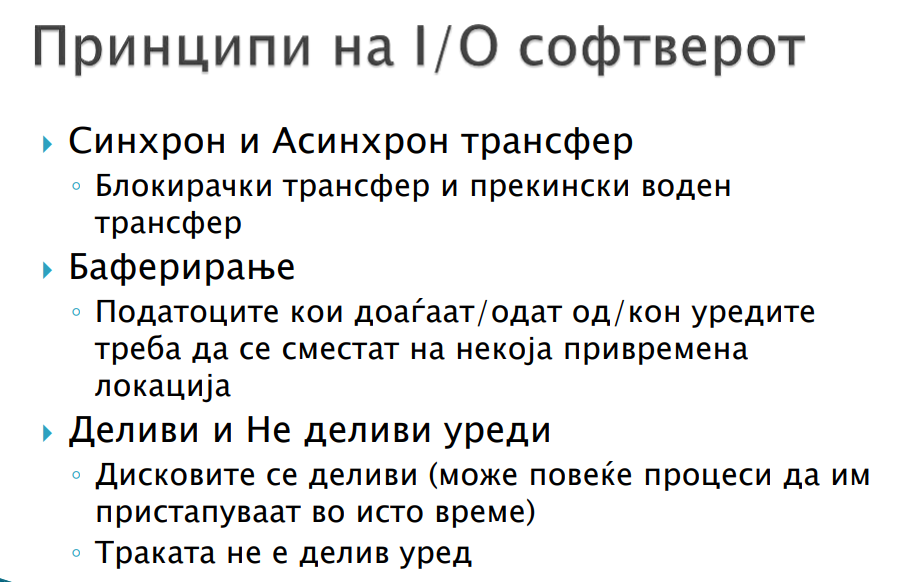 Принципи на I/O софтверот
Синхрон и Асинхрон трансфер
Блокирачки трансфер и прекински воден
трансфер
Баферирање
Податоците кои доаѓаат/одат од/кон уредите
треба да се сместат на некоја привремена
локација
Деливи и Не деливи уреди
Дисковите се деливи (може повеќе процеси да им
пристапуваат во исто време)
Траката не е делив уред